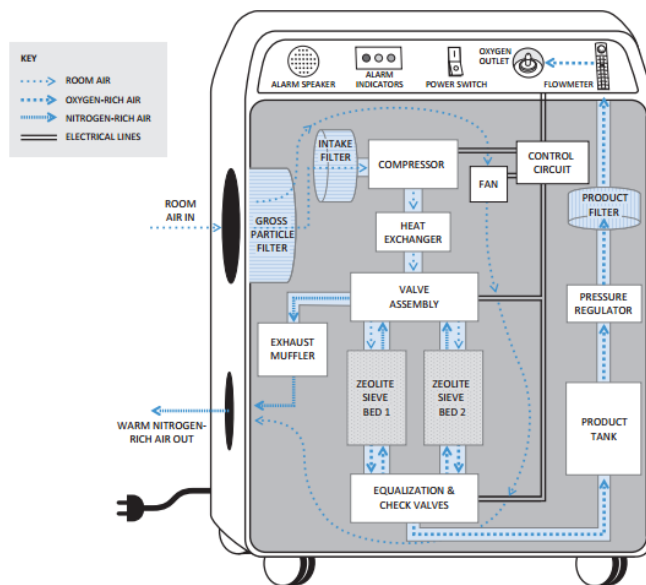 KEY
ROOM AIR
OXYGEN-RICH AIR
NITROGEN-RICH AIR
ELECTRICAL LINES
ALARM SPEAKER
ALARM
INDICATORS
POWER SWITCH
OXYGEN
OUTLET
FLOWMETER
INTAKE
FILTER
COMPRESSOR
CONTROL
CIRCUIT
FAN
ROOM
AIR IN
GROSS
PARTICLE
FILTER
HEAT
EXCHANGER
PRODUCT
FILTER
VALVE
ASSEMBLY
PRESSURE
REGULATOR
EXHAUST
MUFFLER
ZEOLITE
SIEVE
BED 1
ZEOLITE
SIEVE
BED 2
WARM NITROGEN-
RICH AIR OUT
PRODUCT
TANK
EQUALIZATION &
CHECK VALVES